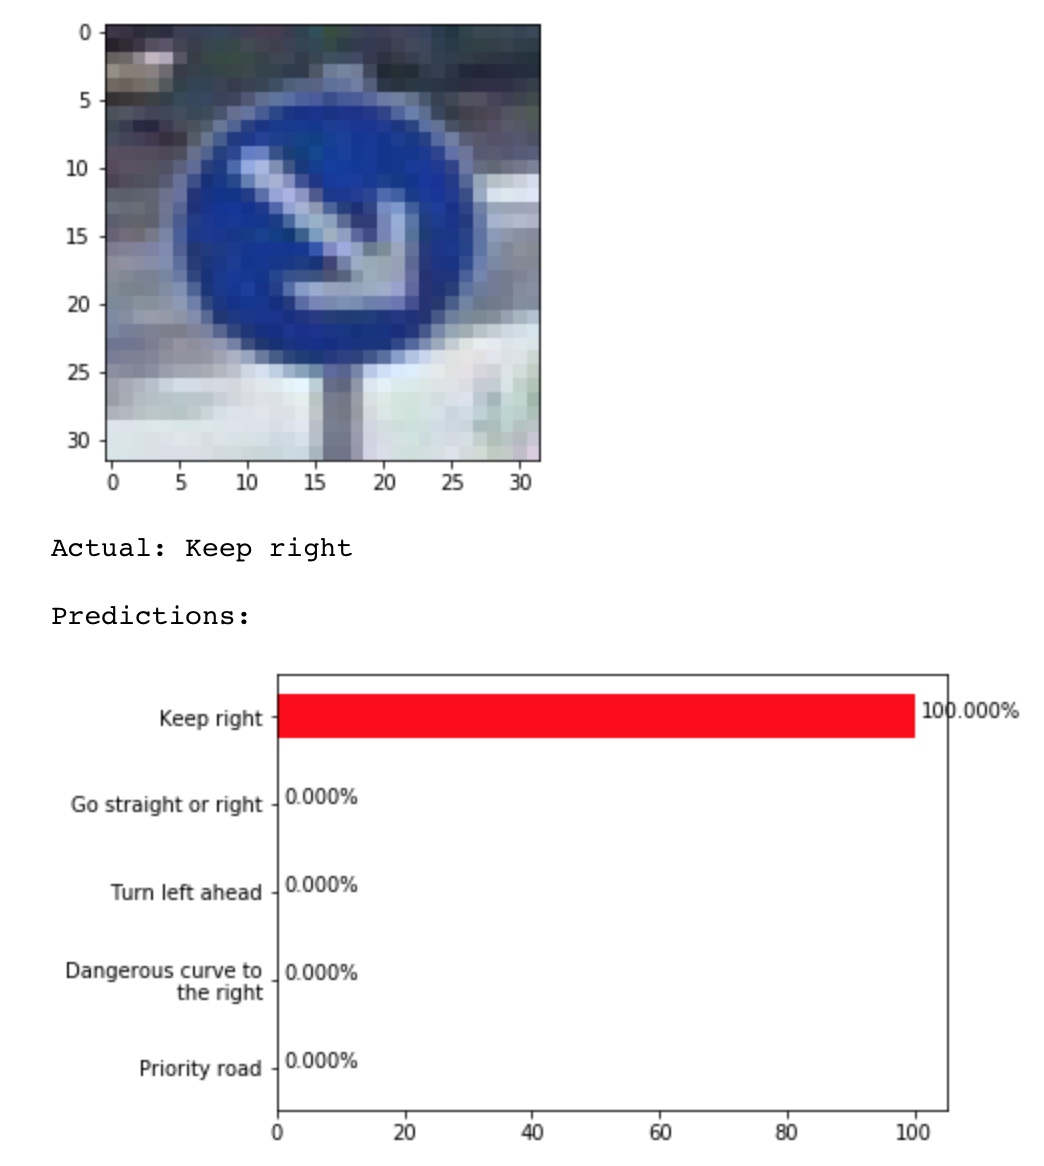 0
5
10
15
20
25
30
0 5 10 15 20 25 30
Actual: Keep right
Predictions:
Keep right 100.000%
Go straight or right 0.000%
Turn left ahead 0.000%
Dangerous curve to
the right 0.000%
Priority road 0.000%
0 20 40 60 80 100